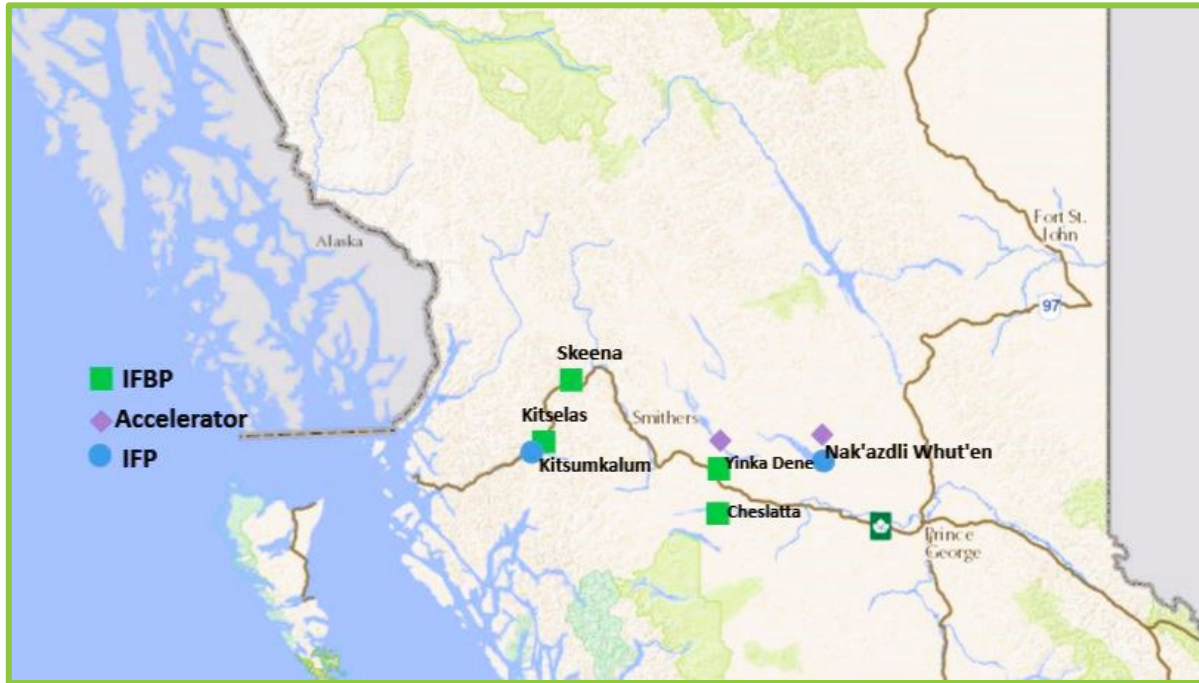 Fort St.
John
Alaska
97
Skeena
IFBP
Kitselas
Accelerator
Smithers
IFP
Kitsumkalum
Yinka Dene
Nak'azdli Whut'en
Cheslatta
Prince
George